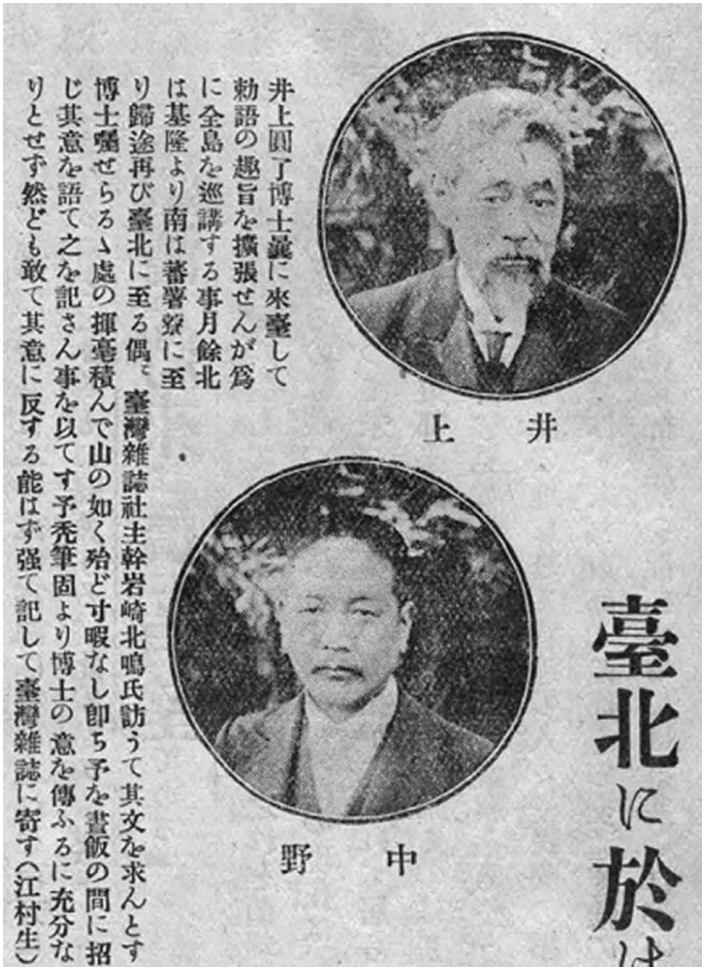 臺北に於け
井上
中野
井上圓了博士曩に來臺して
勅語の趣旨を擴張せんが爲
に全島を巡講する事月餘北
は基隆より南は蕃薯寮に至
り歸途再び臺北に至る偶〻臺灣雜誌社主幹岩崎北鳴氏訪うて其文を求んとす
博士囑せらるゝ處の揮毫積んで山の如く殆ど寸暇なし卽ち予を晝飯の間に招
じ其意を語て之を記さん事を以てす予禿筆固より博士の意を傳ふるに充分な
りとせず然ども敢て其意に反する能はず强て記して臺灣雜誌に寄す(江村生)